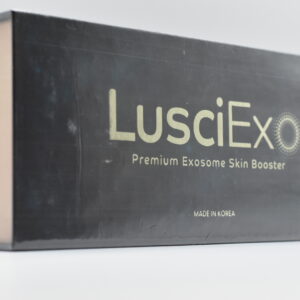 LusciExo
Premium Exosome Skin Booster
MADE IN KOREA